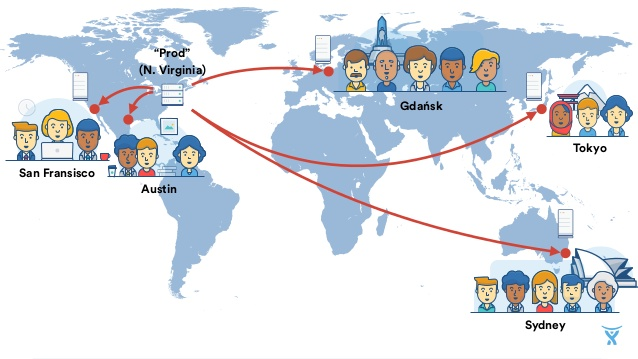 "Prod"
(N. Virginia)
Gdańsk
San Fransisco
Austin
Tokyo
Sydney